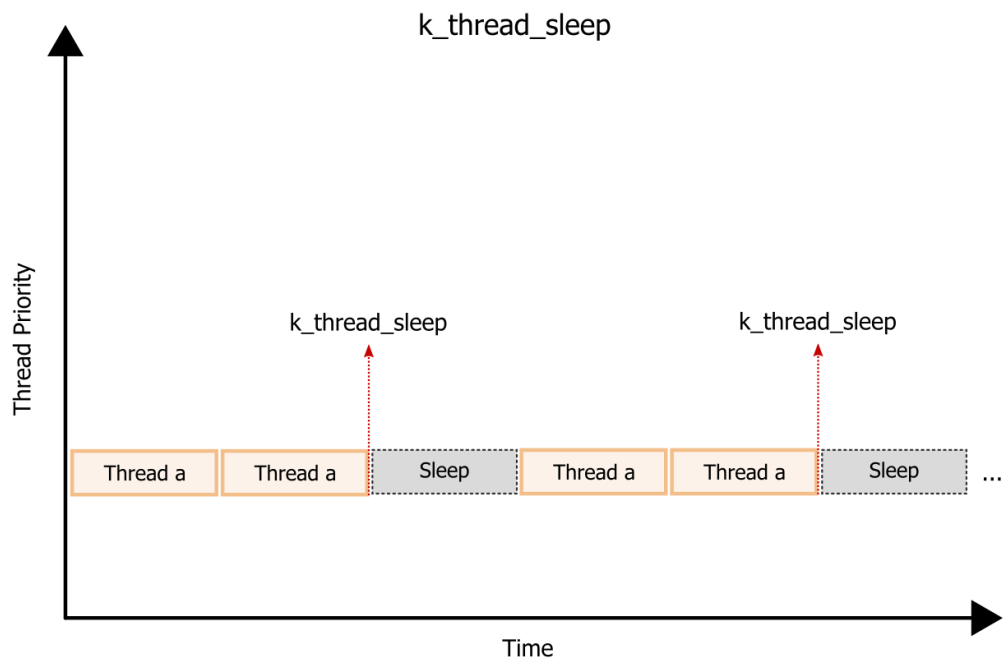 k_thread_sleep
Thread Priority
k_thread_sleep
k_thread_sleep
Thread a
Thread a
Sleep
Thread a
Thread a
Sleep
...
Time